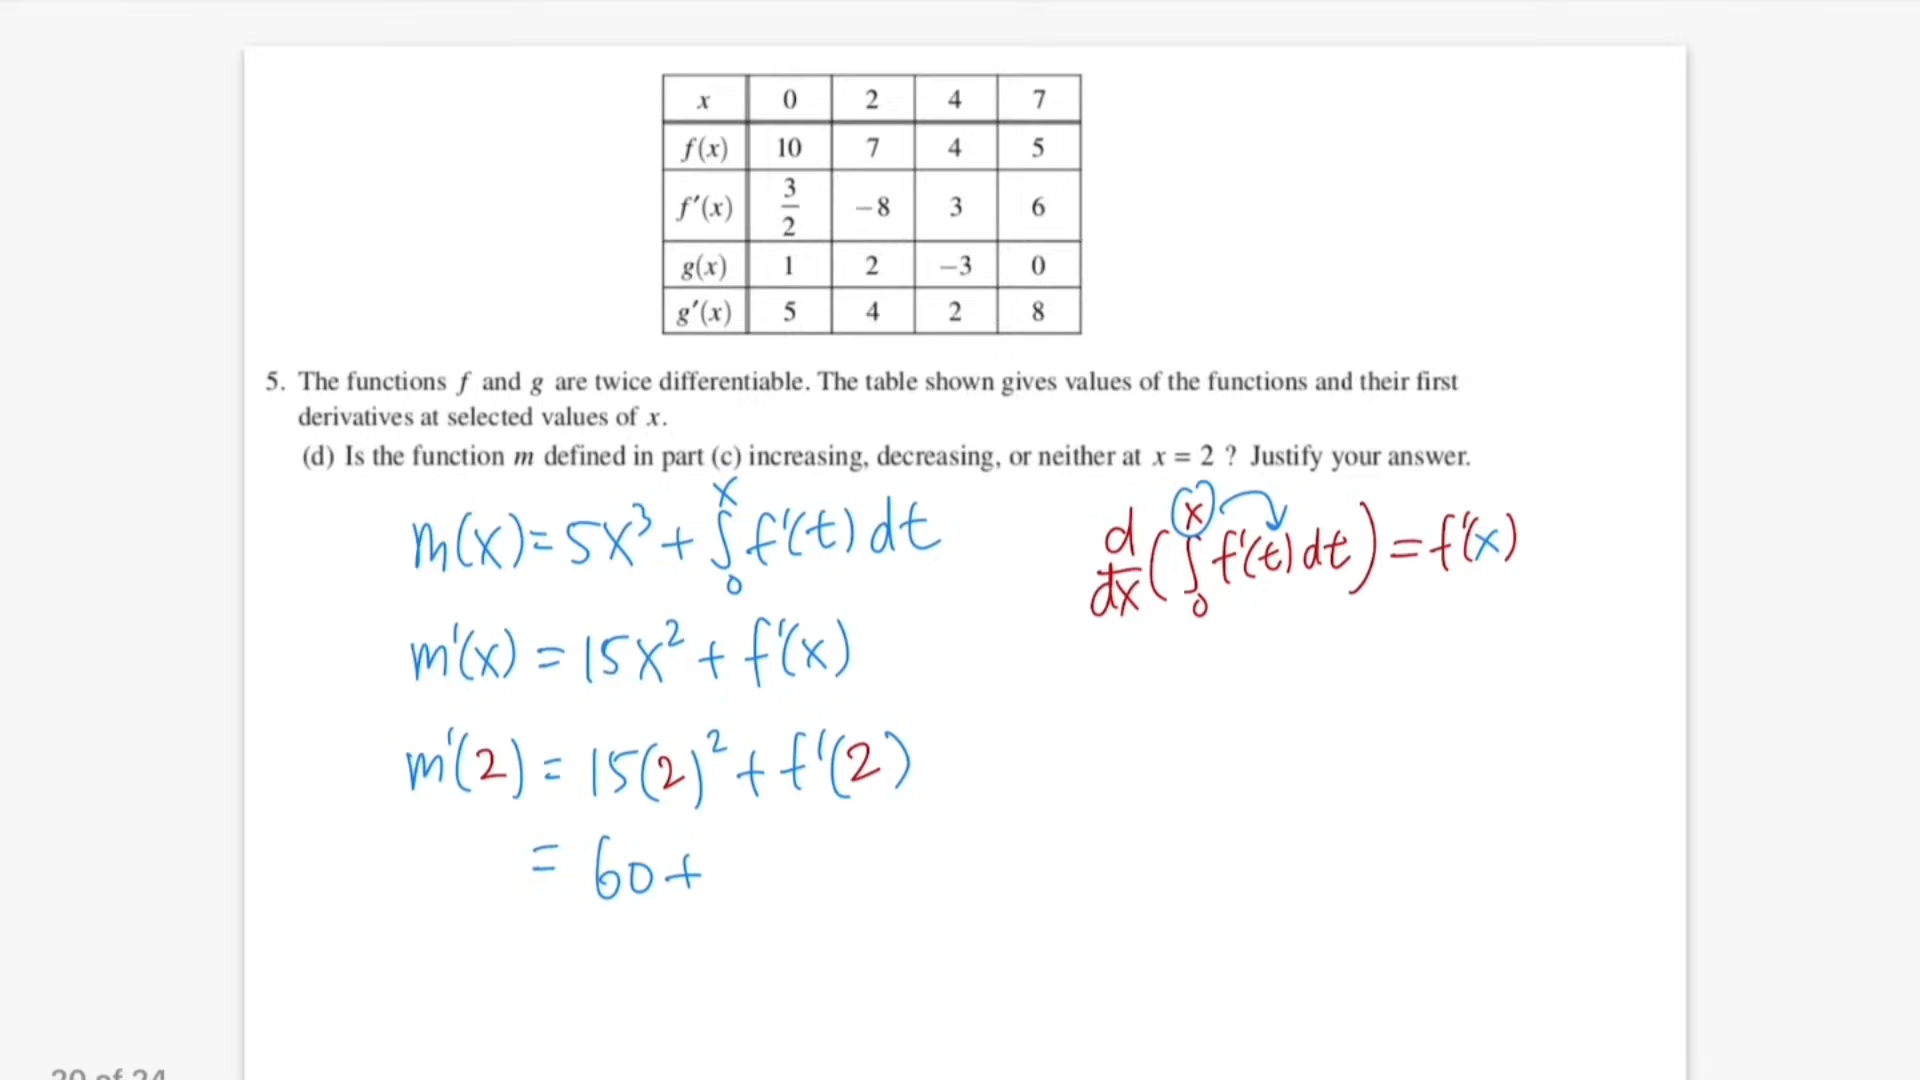 x 0 2 4 7
f(x) 10 7 4 5
f′(x) 3/2 −8 3 6
g(x) 1 2 −3 0
g′(x) 5 4 2 8
5. The functions f and g are twice differentiable. The table shown gives values of the functions and their first
derivatives at selected values of x.
(d) Is the function m defined in part (c) increasing, decreasing, or neither at x = 2 ? Justify your answer.
m(x) = 5x³ + ∫₀ˣ f′(t) dt
d/dx (∫₀ˣ f′(t) dt) = f′(x)
m′(x) = 15x² + f′(x)
m′(2) = 15(2)² + f′(2)
= 60 +
20 of 24